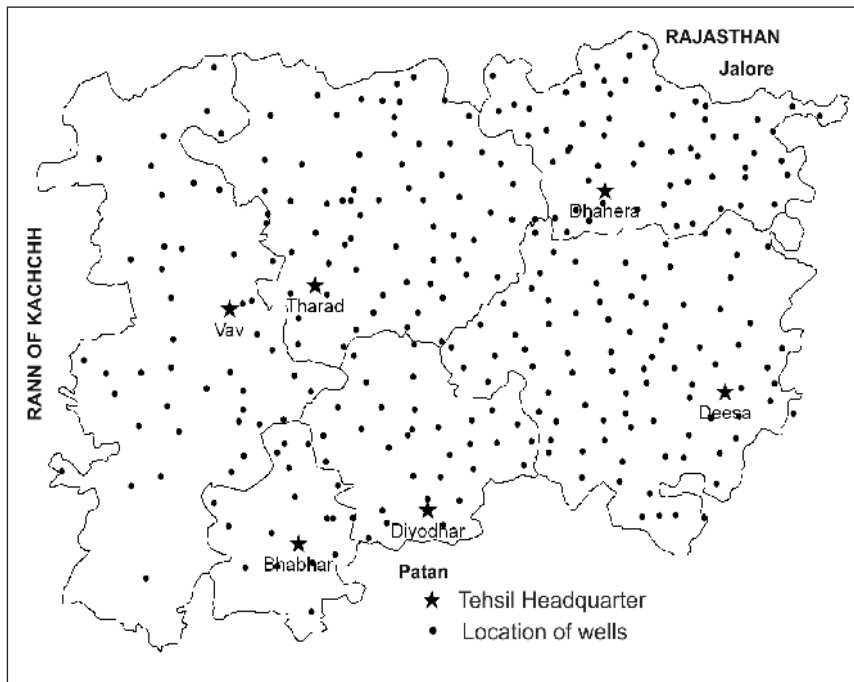 RAJASTHAN
Jalore
Dhanera
RANN OF KACHCHH
Tharad
Vav
Deesa
Diyodhar
Bhabhar
Patan
Tehsil Headquarter
Location of wells